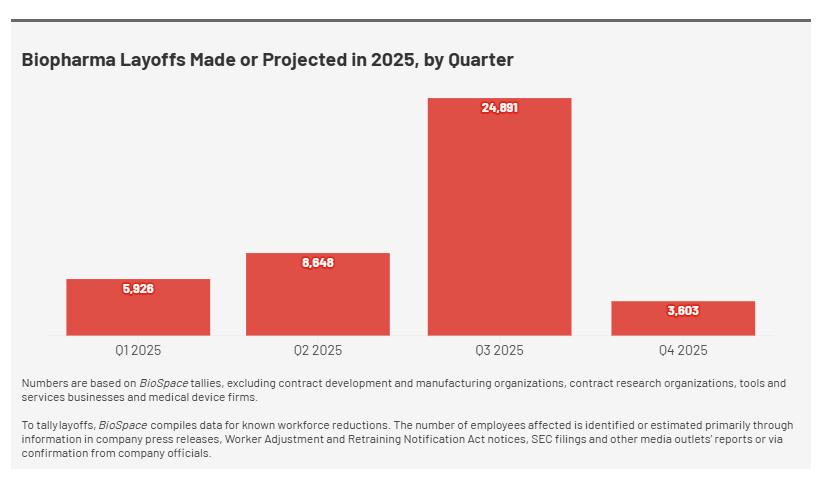 Biopharma Layoffs Made or Projected in 2025, by Quarter
24,891
8,648
5,926
3,603
Q1 2025
Q2 2025
Q3 2025
Q4 2025
Numbers are based on BioSpace tallies, excluding contract development and manufacturing organizations, contract research organizations, tools and
services businesses and medical device firms.
To tally layoffs, BioSpace compiles data for known workforce reductions. The number of employees affected is identified or estimated primarily through
information in company press releases, Worker Adjustment and Retraining Notification Act notices, SEC filings and other media outlets' reports or via
confirmation from company officials.